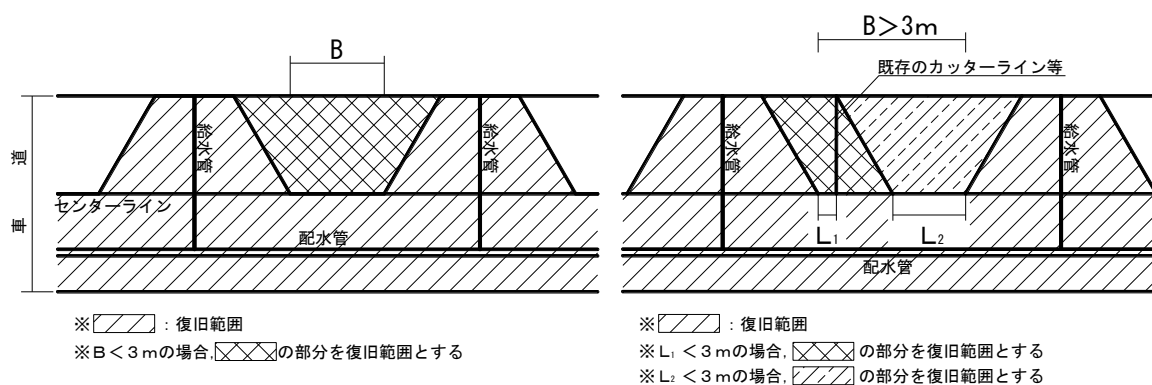 B
B＞3m
既存のカッターライン等
道
車
給水管
給水管
給水管
給水管
センターライン
配水管
L₁
L₂
配水管
※ ：復旧範囲
※B＜3mの場合, の部分を復旧範囲とする
※ ：復旧範囲
※L₁＜3mの場合, の部分を復旧範囲とする
※L₂＜3mの場合, の部分を復旧範囲とする